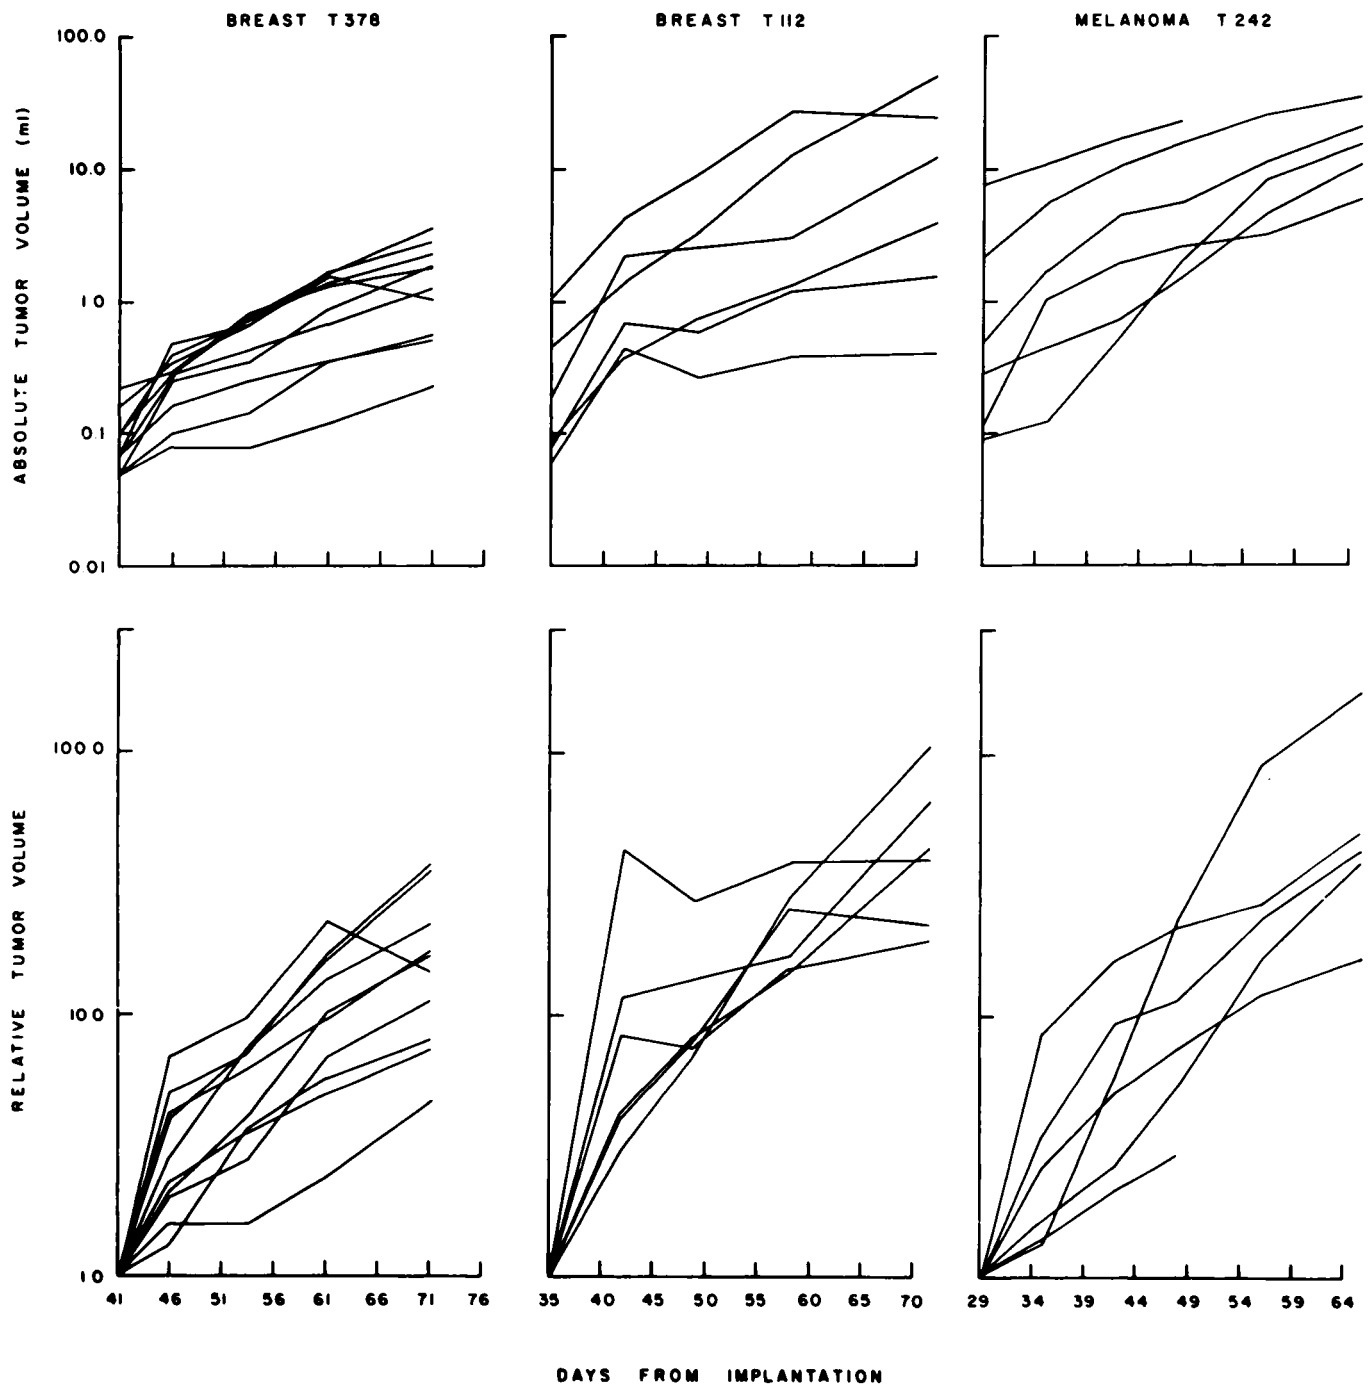 BREAST T378 BREAST T112 MELANOMA T242
ABSOLUTE TUMOR VOLUME (ml)
100.0
10.0
1.0
0.1
0 01
RELATIVE TUMOR VOLUME
100 0
10.0
1 0
41 46 51 56 61 66 71 76
35 40 45 50 55 60 65 70
29 34 39 44 49 54 59 64
DAYS FROM IMPLANTATION